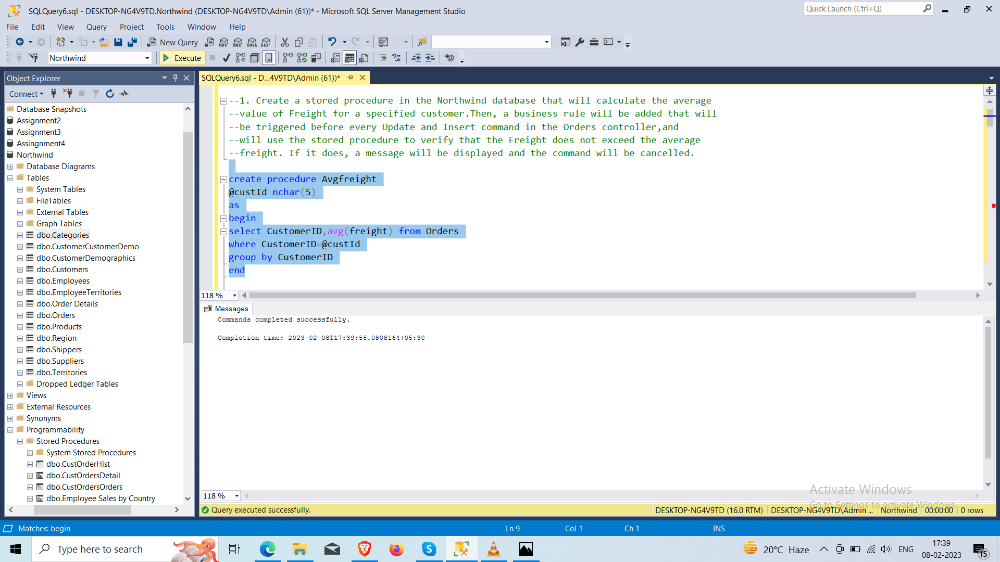 SQLQuery6.sql - DESKTOP-NG4V9TD.Northwind (DESKTOP-NG4V9TD\Admin (61))* - Microsoft SQL Server Management Studio
Quick Launch (Ctrl+Q)
File Edit View Query Project Tools Window Help
New Query
MDX DMX XMLA DAX
Northwind
Execute
Object Explorer
Connect
Database Snapshots
Assignment2
Assignment3
Assingnment4
Northwind
Database Diagrams
Tables
System Tables
FileTables
External Tables
Graph Tables
dbo.Categories
dbo.CustomerCustomerDemo
dbo.CustomerDemographics
dbo.Customers
dbo.Employees
dbo.EmployeeTerritories
dbo.Order Details
dbo.Orders
dbo.Products
dbo.Region
dbo.Shippers
dbo.Suppliers
dbo.Territories
Dropped Ledger Tables
Views
External Resources
Synonyms
Programmability
Stored Procedures
System Stored Procedures
dbo.CustOrderHist
dbo.CustOrdersDetail
dbo.CustOrdersOrders
dbo.Employee Sales by Country
SQLQuery6.sql - D...4V9TD\Admin (61))*
--1. Create a stored procedure in the Northwind database that will calculate the average
--value of Freight for a specified customer.Then, a business rule will be added that will
--be triggered before every Update and Insert command in the Orders controller,and
--will use the stored procedure to verify that the Freight does not exceed the average
--freight. If it does, a message will be displayed and the command will be cancelled.
create procedure Avgfreight
@custId nchar(5)
as
begin
select CustomerID,avg(freight) from Orders
where CustomerID=@custId
group by CustomerID
end
118 %
Messages
Commands completed successfully.
Completion time: 2023-02-08T17:39:55.0808164+05:30
118 %
Activate Windows
Go to Settings to activate Windows.
Query executed successfully.
DESKTOP-NG4V9TD (16.0 RTM) DESKTOP-NG4V9TD\Admin ... Northwind 00:00:00 0 rows
Matches: begin
Ln 9 Col 1 Ch 1 INS
Type here to search
20°C Haze
ENG
17:39
08-02-2023
15